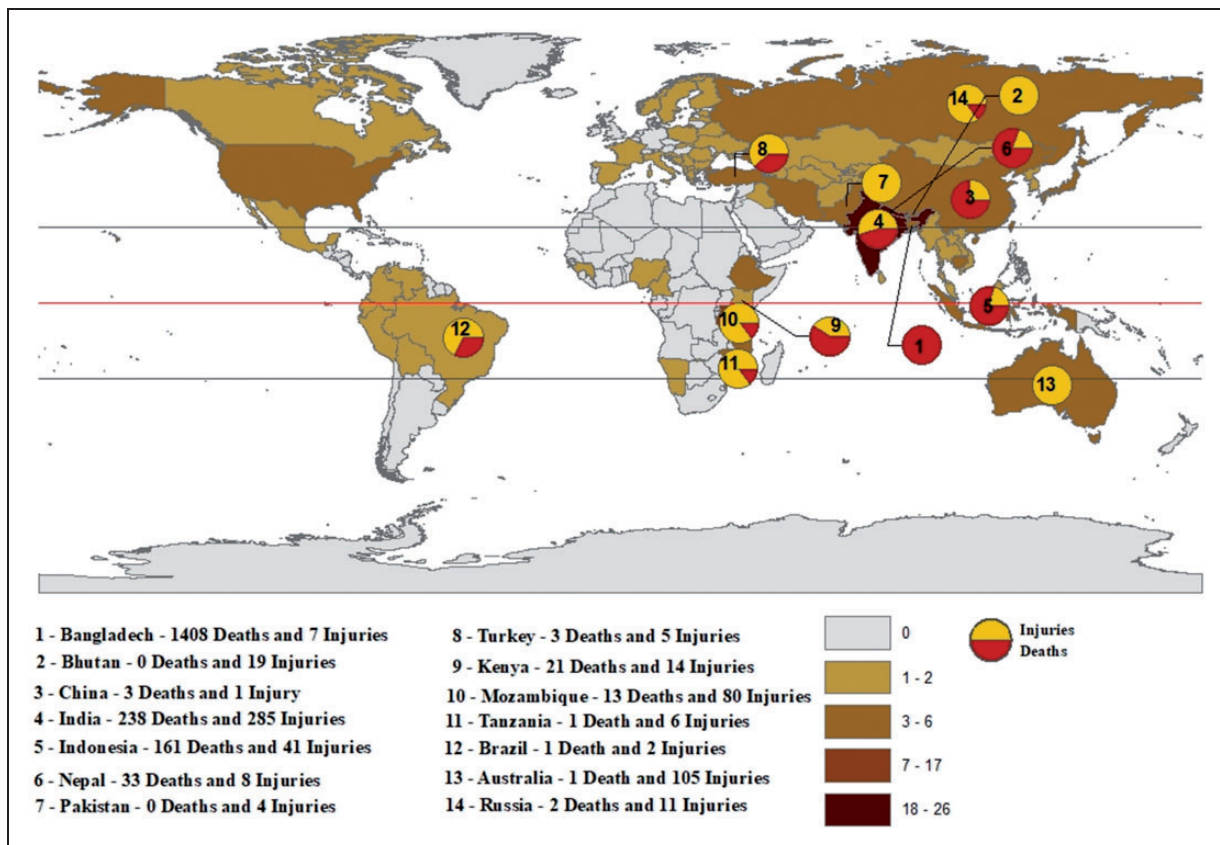 14
2
8
6
7
3
4
5
12
10
9
1
11
13
1 - Bangladech - 1408 Deaths and 7 Injuries
2 - Bhutan - 0 Deaths and 19 Injuries
3 - China - 3 Deaths and 1 Injury
4 - India - 238 Deaths and 285 Injuries
5 - Indonesia - 161 Deaths and 41 Injuries
6 - Nepal - 33 Deaths and 8 Injuries
7 - Pakistan - 0 Deaths and 4 Injuries
8 - Turkey - 3 Deaths and 5 Injuries
9 - Kenya - 21 Deaths and 14 Injuries
10 - Mozambique - 13 Deaths and 80 Injuries
11 - Tanzania - 1 Death and 6 Injuries
12 - Brazil - 1 Death and 2 Injuries
13 - Australia - 1 Death and 105 Injuries
14 - Russia - 2 Deaths and 11 Injuries
0
1 - 2
3 - 6
7 - 17
18 - 26
Injuries
Deaths